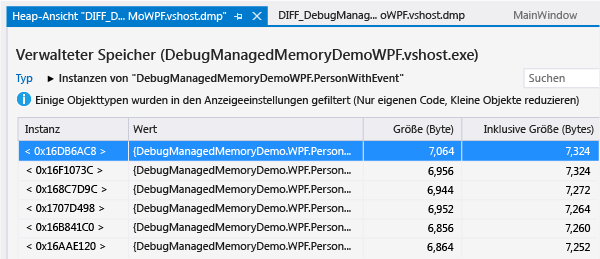 Heap-Ansicht "DIFF_D... MoWPF.vshost.dmp" DIFF_DebugManag... oWPF.vshost.dmp MainWindow
Verwalteter Speicher (DebugManagedMemoryDemoWPF.vshost.exe)
Typ ▸ Instanzen von "DebugManagedMemoryDemoWPF.PersonWithEvent" Suchen
Einige Objekttypen wurden in den Anzeigeeinstellungen gefiltert (Nur eigenen Code, Kleine Objekte reduzieren)
Instanz Wert Größe (Byte) Inklusive Größe (Bytes)
< 0x16DB6AC8 > {DebugManagedMemoryDemo.WPF.Person... 7,064 7,324
< 0x16F1073C > {DebugManagedMemoryDemo.WPF.Person... 6,956 7,324
< 0x168C7D9C > {DebugManagedMemoryDemo.WPF.Person... 6,944 7,272
< 0x1707D498 > {DebugManagedMemoryDemo.WPF.Person... 6,952 7,264
< 0x16B841C0 > {DebugManagedMemoryDemo.WPF.Person... 6,856 7,260
< 0x16AAE120 > {DebugManagedMemoryDemo.WPF.Person... 6,864 7,252